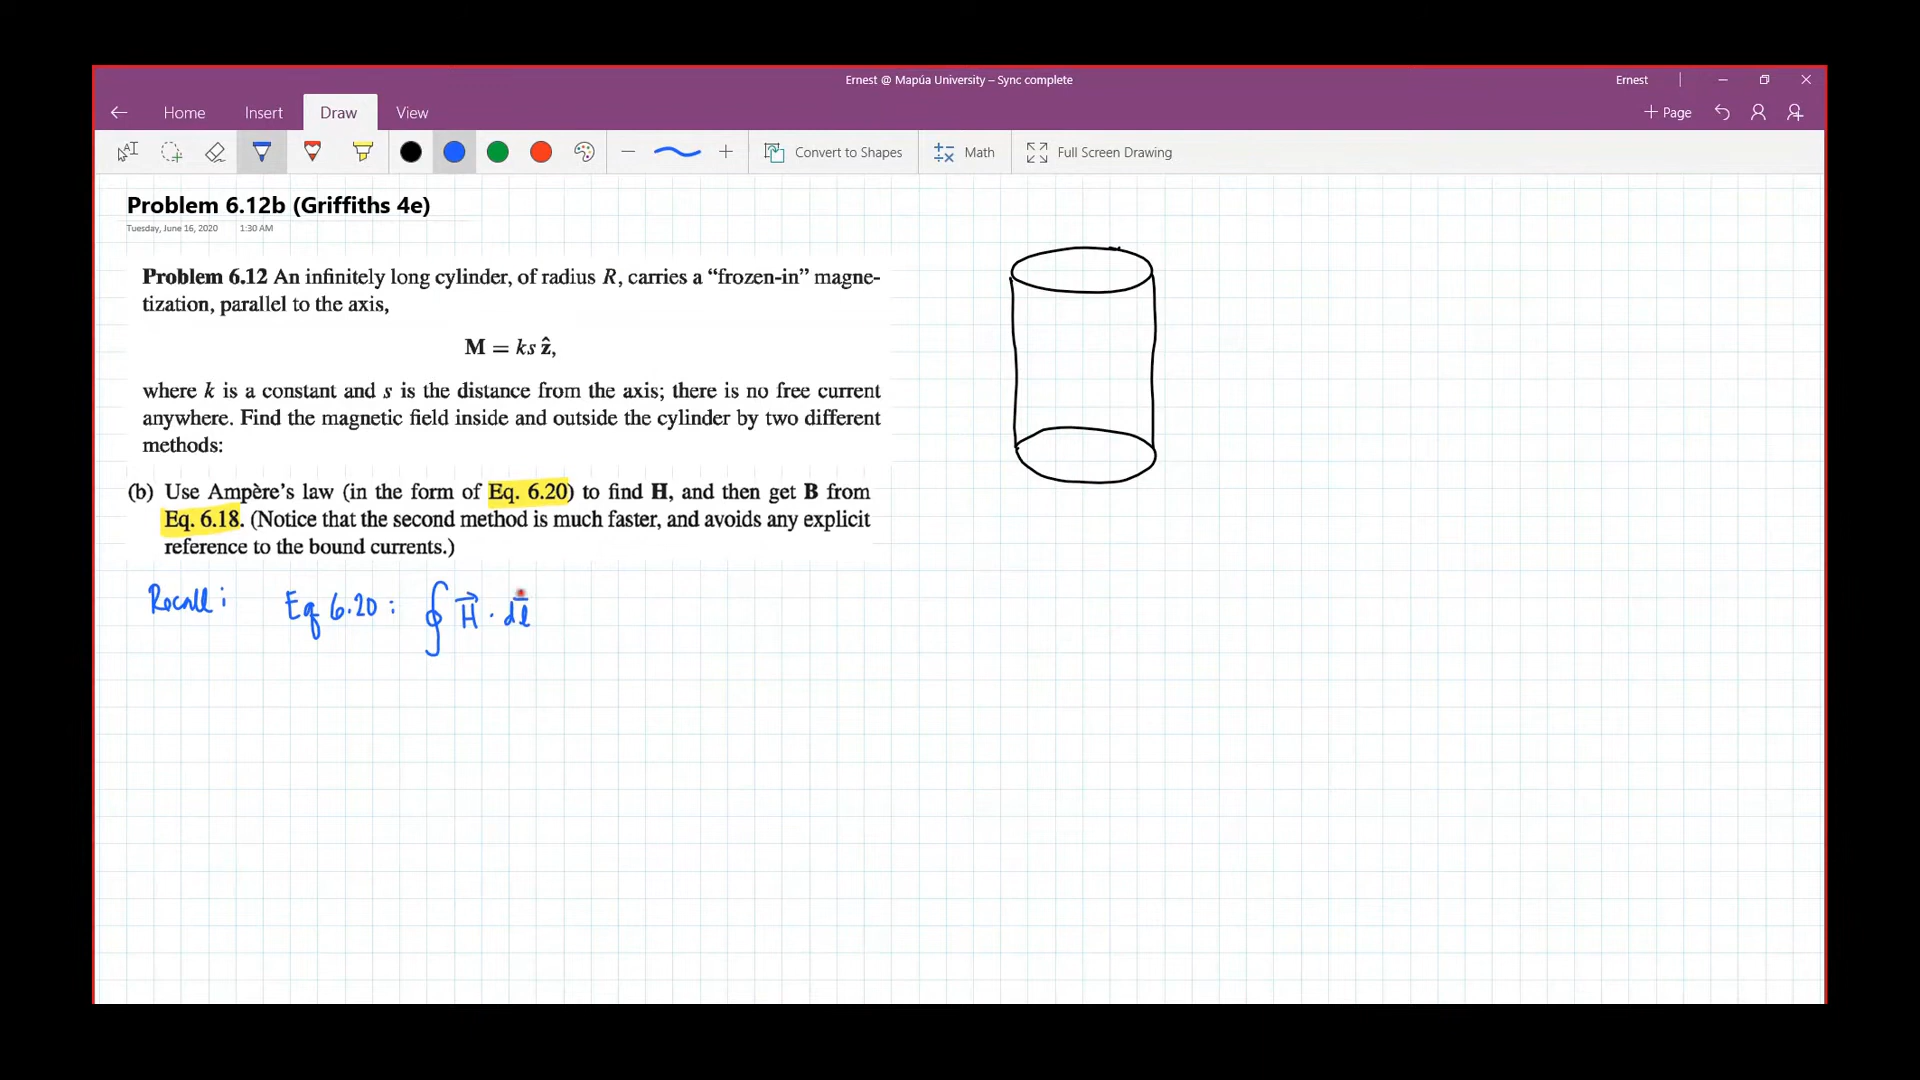 Ernest @ Mapúa University – Sync complete
Ernest
Home Insert Draw View
Page
Convert to Shapes Math Full Screen Drawing
Problem 6.12b (Griffiths 4e)
Tuesday, June 16, 2020 1:30 AM
Problem 6.12 An infinitely long cylinder, of radius R, carries a “frozen-in” magne-
tization, parallel to the axis,
M = ks ẑ,
where k is a constant and s is the distance from the axis; there is no free current
anywhere. Find the magnetic field inside and outside the cylinder by two different
methods:
(b) Use Ampère’s law (in the form of Eq. 6.20) to find H, and then get B from
Eq. 6.18. (Notice that the second method is much faster, and avoids any explicit
reference to the bound currents.)
Recall : Eq 6.20 : ∮ H⃗ · dl̅